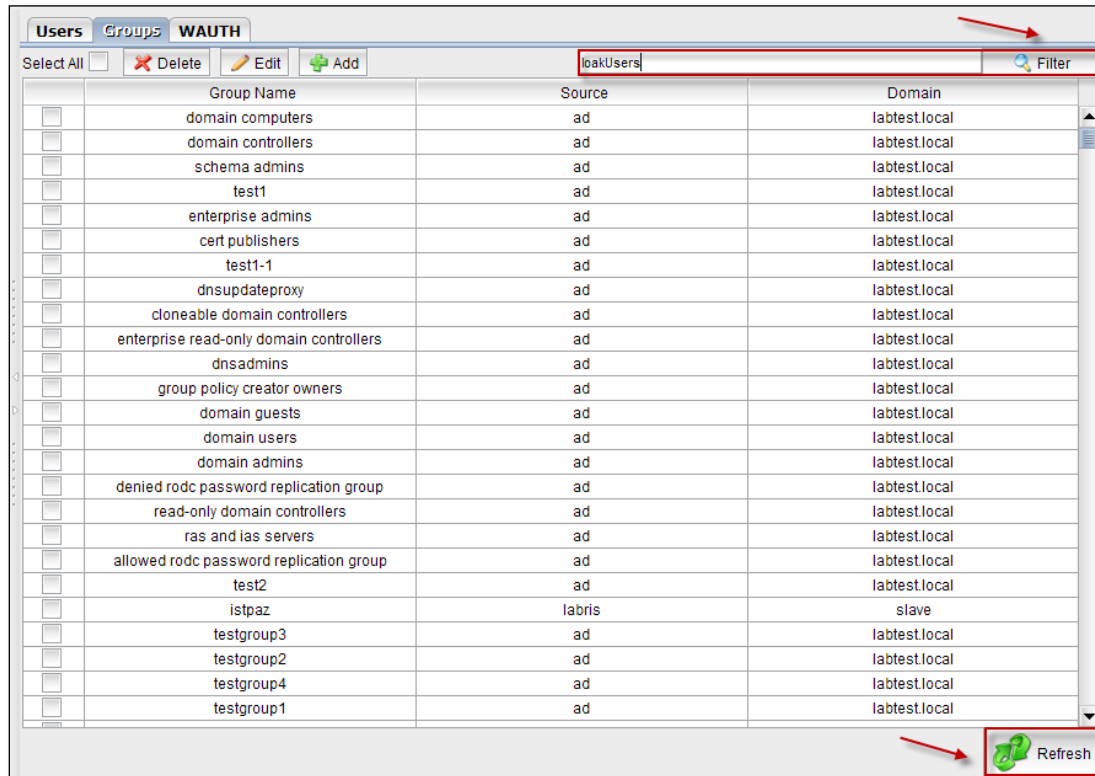 Users Groups WAUTH
Select All Delete Edit Add loakUsers Filter
Group Name Source Domain
domain computers ad labtest.local
domain controllers ad labtest.local
schema admins ad labtest.local
test1 ad labtest.local
enterprise admins ad labtest.local
cert publishers ad labtest.local
test1-1 ad labtest.local
dnsupdateproxy ad labtest.local
cloneable domain controllers ad labtest.local
enterprise read-only domain controllers ad labtest.local
dnsadmins ad labtest.local
group policy creator owners ad labtest.local
domain guests ad labtest.local
domain users ad labtest.local
domain admins ad labtest.local
denied rodc password replication group ad labtest.local
read-only domain controllers ad labtest.local
ras and ias servers ad labtest.local
allowed rodc password replication group ad labtest.local
test2 ad labtest.local
istpaz labris slave
testgroup3 ad labtest.local
testgroup2 ad labtest.local
testgroup4 ad labtest.local
testgroup1 ad labtest.local
Refresh